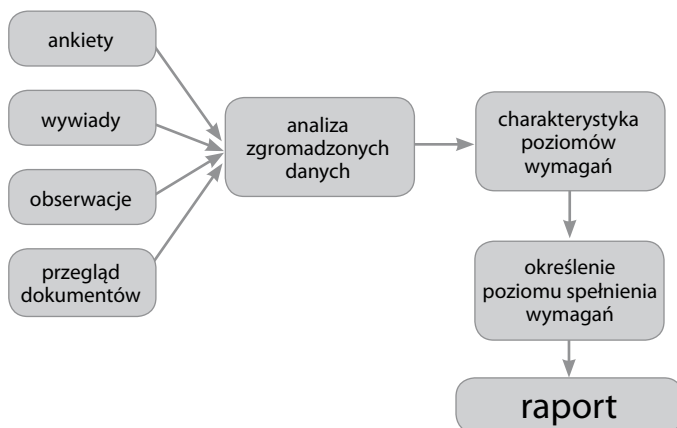 ankiety
wywiady
obserwacje
przegląd
dokumentów
analiza
zgromadzonych
danych
charakterystyka
poziomów
wymagań
określenie
poziomu spełnienia
wymagań
raport